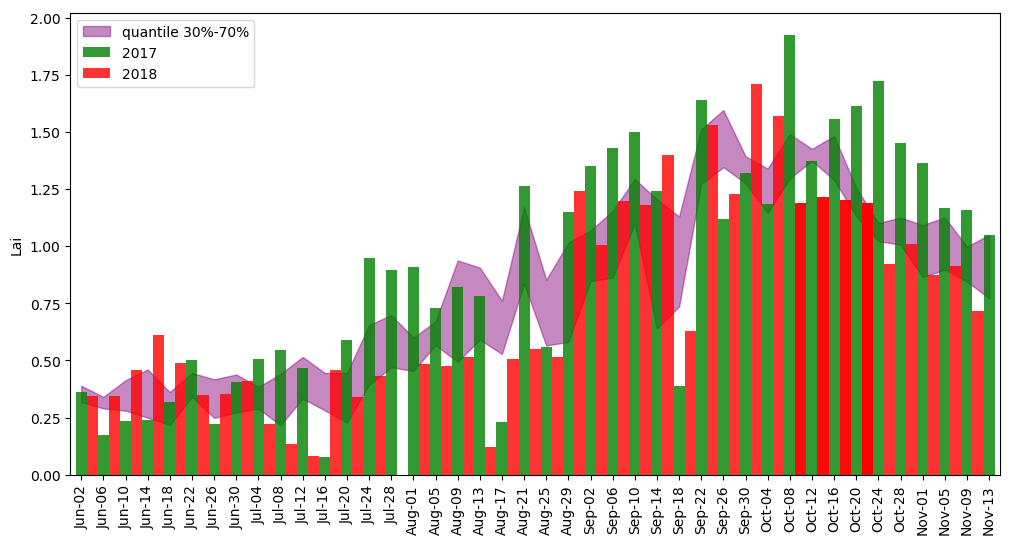 2.00
1.75
1.50
1.25
1.00
0.75
0.50
0.25
0.00
Lai
quantile 30%-70%
2017
2018
Jun-02
Jun-06
Jun-10
Jun-14
Jun-18
Jun-22
Jun-26
Jun-30
Jul-04
Jul-08
Jul-12
Jul-16
Jul-20
Jul-24
Jul-28
Aug-01
Aug-05
Aug-09
Aug-13
Aug-17
Aug-21
Aug-25
Aug-29
Sep-02
Sep-06
Sep-10
Sep-14
Sep-18
Sep-22
Sep-26
Sep-30
Oct-04
Oct-08
Oct-12
Oct-16
Oct-20
Oct-24
Oct-28
Nov-01
Nov-05
Nov-09
Nov-13